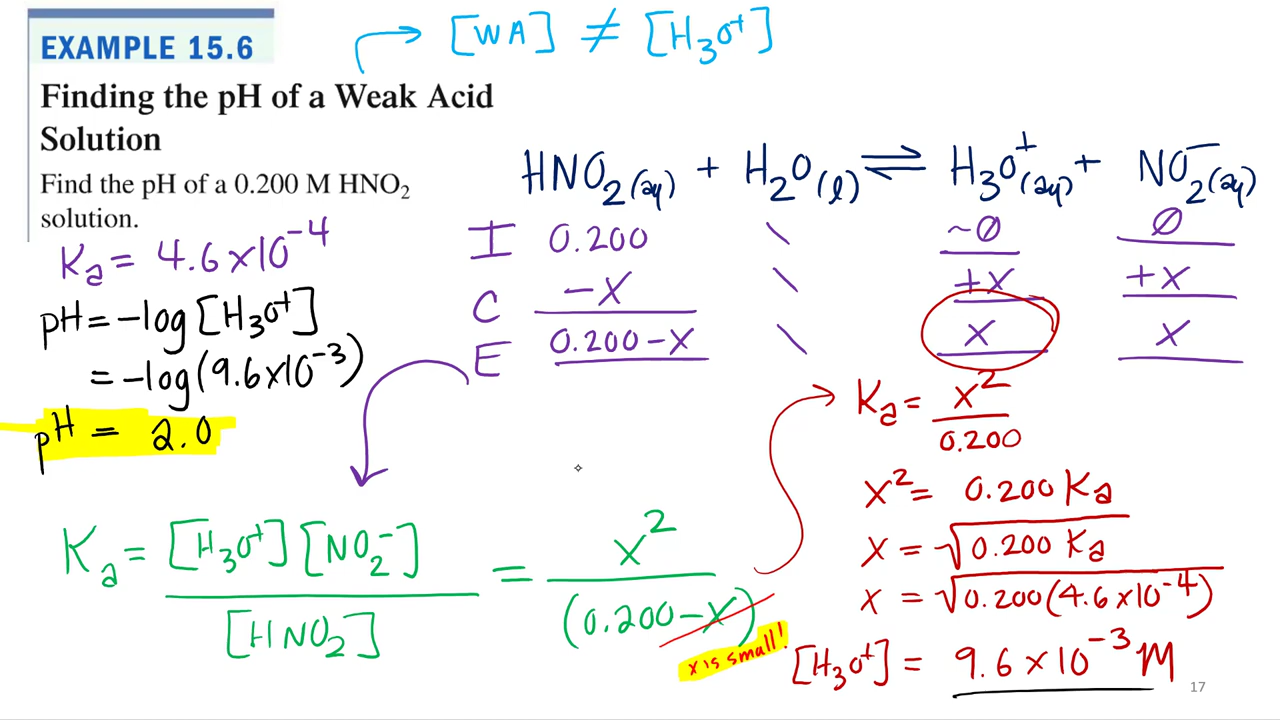 EXAMPLE 15.6
[WA] ≠ [H₃O⁺]
Finding the pH of a Weak Acid
Solution
Find the pH of a 0.200 M HNO₂
solution.
Kₐ = 4.6×10⁻⁴
pH = -log [H₃O⁺]
= -log(9.6×10⁻³)
pH = 2.0
HNO₂(aq) + H₂O(l) ⇌ H₃O⁺(aq) + NO₂⁻(aq)
I 0.200 \ ~Ø Ø
C -X \ +X +X
E 0.200-X \ X X
Kₐ = [H₃O⁺][NO₂⁻] / [HNO₂] = x² / (0.200-X)
x is small!
Kₐ = x² / 0.200
x² = 0.200 Kₐ
x = √0.200 Kₐ
x = √0.200(4.6×10⁻⁴)
[H₃O⁺] = 9.6×10⁻³ M
17